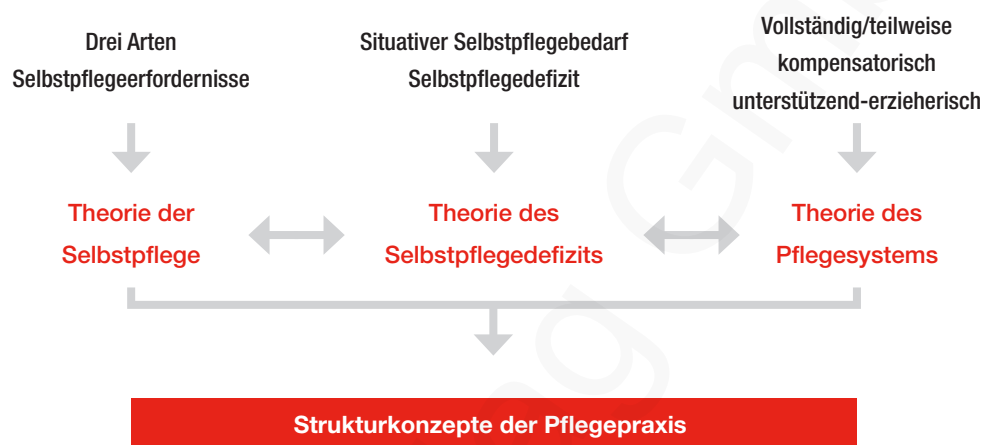 Drei Arten
Selbstpflegeerfordernisse
Situativer Selbstpflegebedarf
Selbstpflegedefizit
Vollständig/teilweise
kompensatorisch
unterstützend-erzieherisch
Theorie der
Selbstpflege
Theorie des
Selbstpflegedefizits
Theorie des
Pflegesystems
Strukturkonzepte der Pflegepraxis